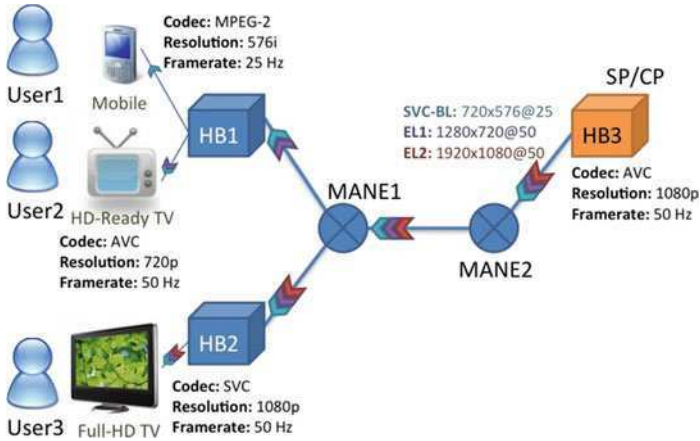 Codec: MPEG-2
Resolution: 576i
Framerate: 25 Hz
User1
Mobile
HB1
SP/CP
SVC-BL: 720x576@25
EL1: 1280x720@50
EL2: 1920x1080@50
HB3
Codec: AVC
Resolution: 1080p
Framerate: 50 Hz
User2
HD-Ready TV
Codec: AVC
Resolution: 720p
Framerate: 50 Hz
MANE1
MANE2
HB2
Codec: SVC
Resolution: 1080p
Framerate: 50 Hz
User3
Full-HD TV